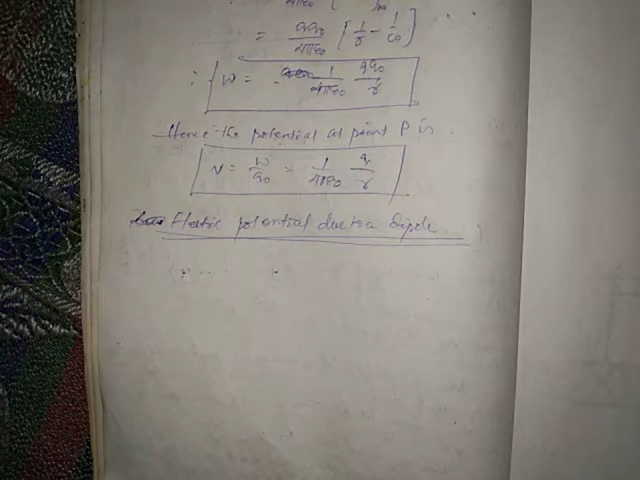 = qq₀/4πε₀ [1/r - 1/∞]
∴ W = 1/4πε₀ qq₀/r
Hence the potential at point P is.
V = W/q₀ = 1/4πε₀ q/r
Eletric potential due to a Dipole